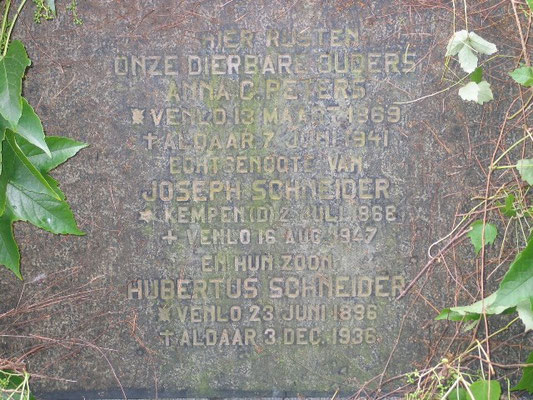 HIER RUSTEN
ONZE DIERBARE OUDERS
ANNA C. PETERS
* VENLO 13 MAART 1869
† ALDAAR 7 JUNI 1941
ECHTGENOOTE VAN
JOSEPH SCHNEIDER
* KEMPEN (D) 2 JULI 1868
† VENLO 16 AUG. 1947
EN HUN ZOON
HUBERTUS SCHNEIDER
* VENLO 23 JUNI 1896
† ALDAAR 3 DEC. 1936